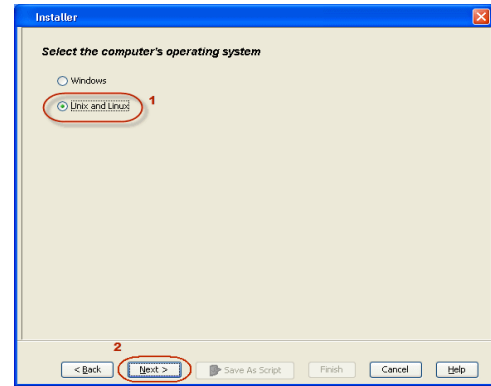 Installer
Select the computer's operating system
Windows
Unix and Linux
1
2
< Back
Next >
Save As Script
Finish
Cancel
Help